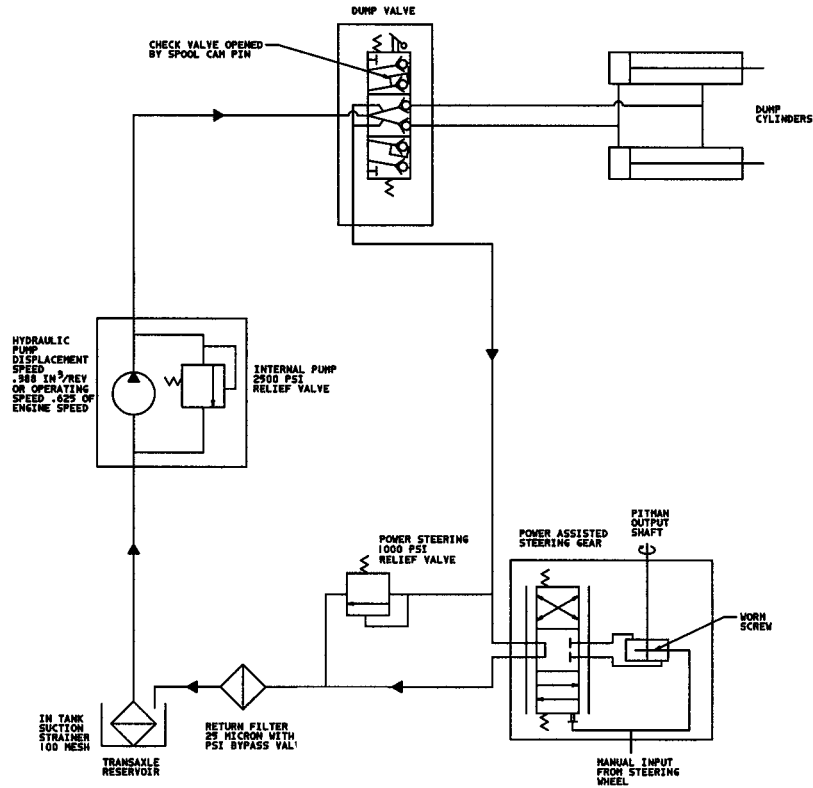 DUMP VALVE
CHECK VALVE OPENED
BY SPOOL CAM PIN
DUMP
CYLINDERS
HYDRAULIC
PUMP
DISPLACEMENT
SPEED
.988 IN³/REV
OR OPERATING
SPEED .625 OF
ENGINE SPEED
INTERNAL PUMP
2500 PSI
RELIEF VALVE
POWER STEERING
1000 PSI
RELIEF VALVE
POWER ASSISTED
STEERING GEAR
PITMAN
OUTPUT
SHAFT
WORM
SCREW
IN TANK
SUCTION
STRAINER
100 MESH
TRANSAXLE
RESERVOIR
RETURN FILTER
25 MICRON WITH
PSI BYPASS VAL
MANUAL INPUT
FROM STEERING
WHEEL